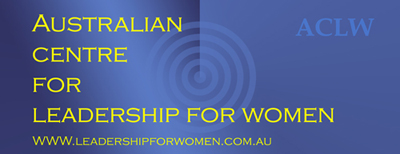 Australian
centre
for
leadership for women
www.leadershipforwomen.com.au
ACLW